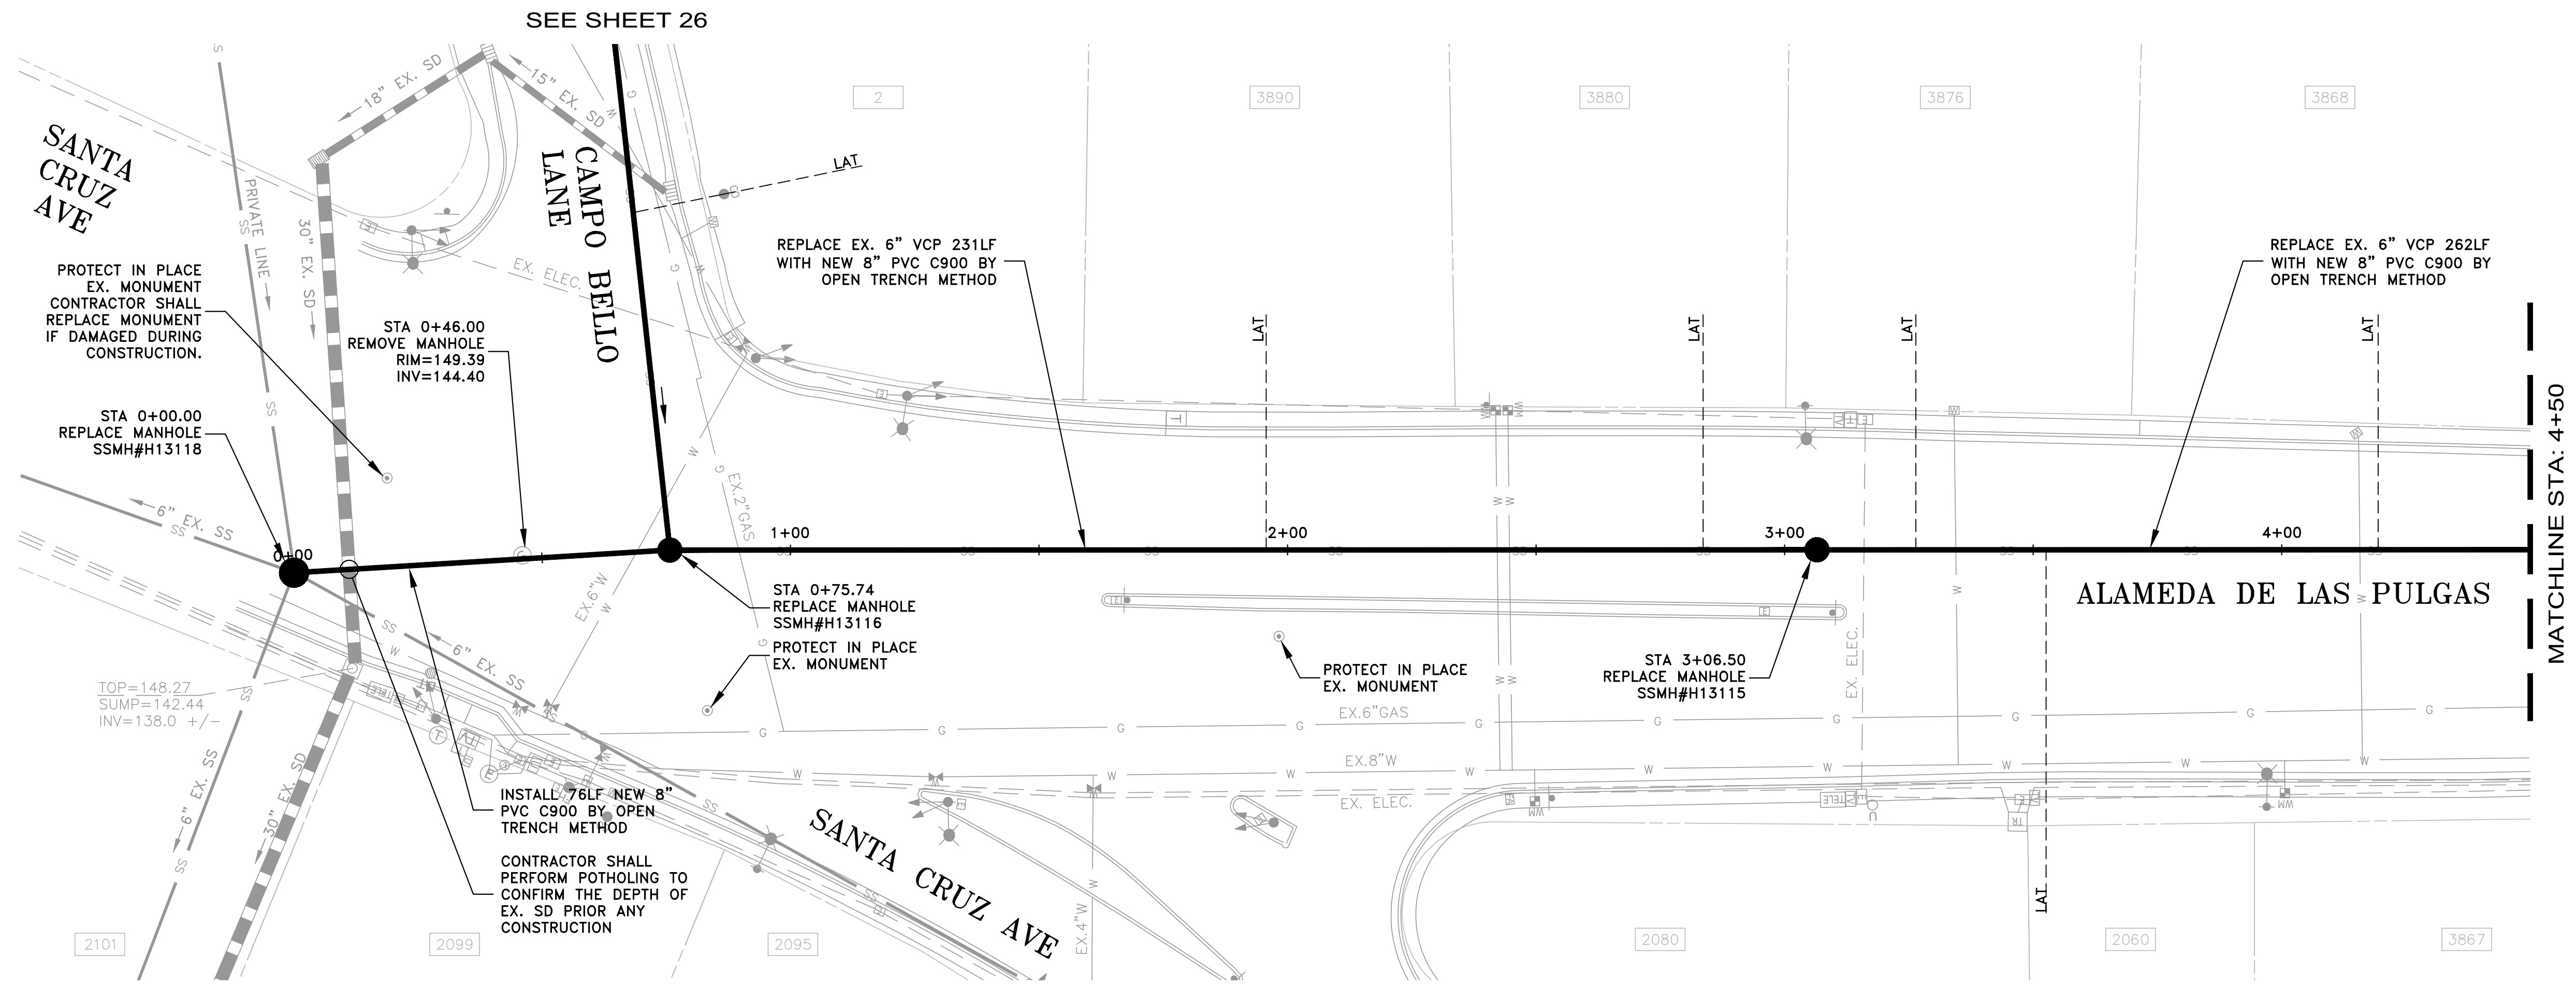 SEE SHEET 26
SANTA
CRUZ
AVE
18" EX. SD
15" EX. SD
PRIVATE LINE
30" EX. SD
CAMPO BELLO
LANE
LAT
CO
2
3890
3880
3876
3868
EX. ELEC.
PROTECT IN PLACE
EX. MONUMENT
CONTRACTOR SHALL
REPLACE MONUMENT
IF DAMAGED DURING
CONSTRUCTION.
STA 0+46.00
REMOVE MANHOLE
RIM=149.39
INV=144.40
STA 0+00.00
REPLACE MANHOLE
SSMH#H13118
REPLACE EX. 6" VCP 231LF
WITH NEW 8" PVC C900 BY
OPEN TRENCH METHOD
REPLACE EX. 6" VCP 262LF
WITH NEW 8" PVC C900 BY
OPEN TRENCH METHOD
LAT
LAT
LAT
LAT
MATCHLINE STA: 4+50
6" EX. SS
0+00
1+00
2+00
3+00
4+00
EX.2"GAS
EX.6"W
STA 0+75.74
REPLACE MANHOLE
SSMH#H13116
PROTECT IN PLACE
EX. MONUMENT
PROTECT IN PLACE
EX. MONUMENT
STA 3+06.50
REPLACE MANHOLE
SSMH#H13115
ALAMEDA DE LAS PULGAS
EX. ELEC.
6" EX. SS
TOP=148.27
SUMP=142.44
INV=138.0 +/-
TELE
EX.6"GAS
EX.8"W
EX. ELEC.
TELE
TR
WM
WM
6" EX. SS
30" EX. SD
INSTALL 76LF NEW 8"
PVC C900 BY OPEN
TRENCH METHOD
CONTRACTOR SHALL
PERFORM POTHOLING TO
CONFIRM THE DEPTH OF
EX. SD PRIOR ANY
CONSTRUCTION
SANTA CRUZ AVE
EX.4"W
LAT
2101
2099
2095
2080
2060
3867